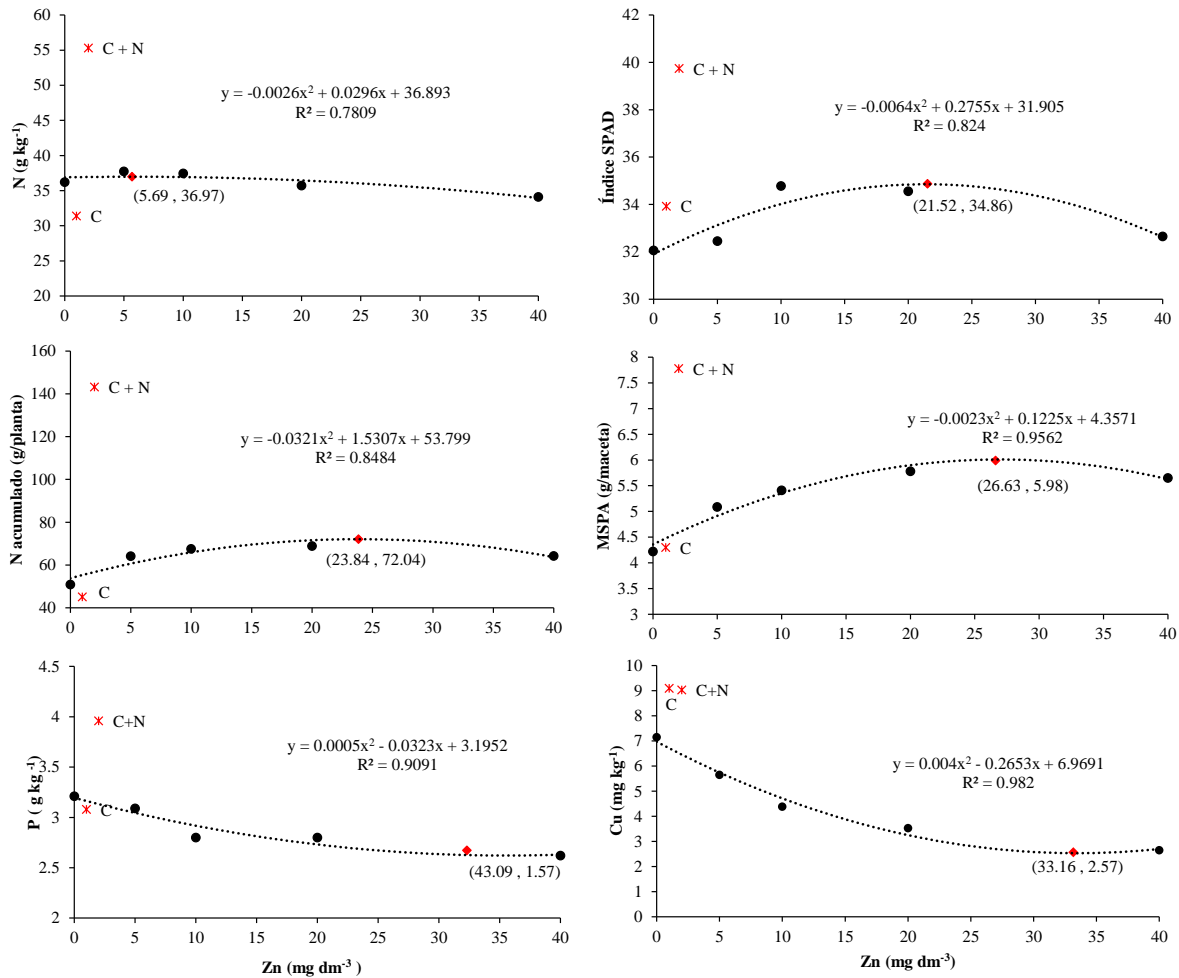 60
55
50
45
40
35
30
25
20
N (g kg⁻¹)
C + N
y = -0.0026x² + 0.0296x + 36.893
R² = 0.7809
(5.69 , 36.97)
C
0 5 10 15 20 25 30 35 40
42
40
38
36
34
32
30
Índice SPAD
C + N
y = -0.0064x² + 0.2755x + 31.905
R² = 0.824
C
(21.52 , 34.86)
0 5 10 15 20 25 30 35 40
160
140
120
100
80
60
40
N acumulado (g/planta)
C + N
y = -0.0321x² + 1.5307x + 53.799
R² = 0.8484
(23.84 , 72.04)
C
0 5 10 15 20 25 30 35 40
8
7.5
7
6.5
6
5.5
5
4.5
4
3.5
3
MSPA (g/maceta)
C + N
y = -0.0023x² + 0.1225x + 4.3571
R² = 0.9562
(26.63 , 5.98)
C
0 5 10 15 20 25 30 35 40
4.5
4
3.5
3
2.5
2
P ( g kg⁻¹)
C+N
y = 0.0005x² - 0.0323x + 3.1952
R² = 0.9091
C
(43.09 , 1.57)
0 5 10 15 20 25 30 35 40
Zn (mg dm⁻³)
10
9
8
7
6
5
4
3
2
1
0
Cu (mg kg⁻¹)
C+N
C
y = 0.004x² - 0.2653x + 6.9691
R² = 0.982
(33.16 , 2.57)
0 5 10 15 20 25 30 35 40
Zn (mg dm⁻³)